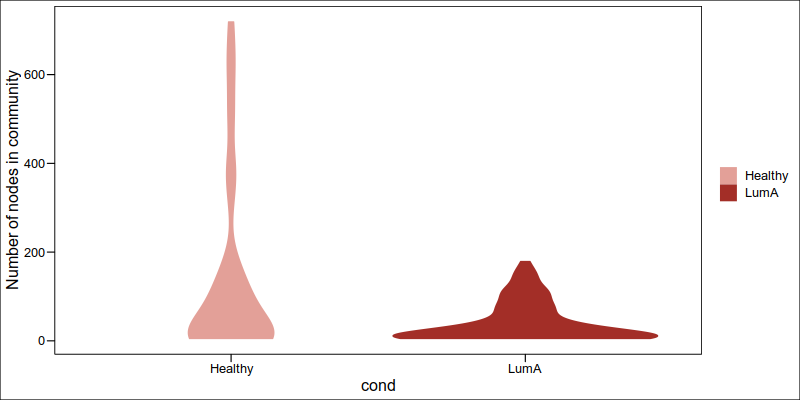 Number of nodes in community
600
400
200
0
Healthy
LumA
cond
Healthy
LumA